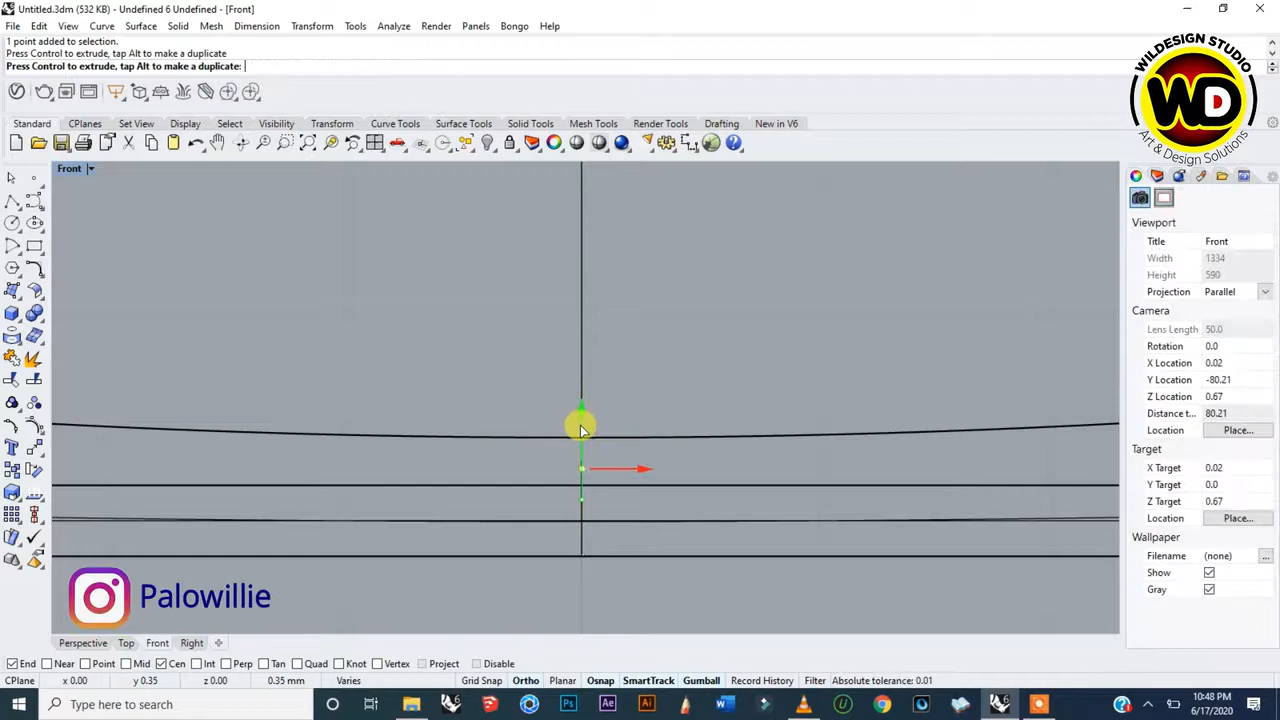 Untitled.3dm (532 KB) - Undefined 6 Undefined - [Front]
File Edit View Curve Surface Solid Mesh Dimension Transform Tools Analyze Render Panels Bongo Help
1 point added to selection.
Press Control to extrude, tap Alt to make a duplicate
Press Control to extrude, tap Alt to make a duplicate:
WILDESIGN STUDIO
WD
Art & Design Solutions
Standard CPlanes Set View Display Select Visibility Transform Curve Tools Surface Tools Solid Tools Mesh Tools Render Tools Drafting New in V6
Front
Viewport
Title Front
Width 1334
Height 590
Projection Parallel
Camera
Lens Length 50.0
Rotation 0.0
X Location 0.02
Y Location -80.21
Z Location 0.67
Distance t... 80.21
Location Place...
Target
X Target 0.02
Y Target 0.0
Z Target 0.67
Location Place...
Wallpaper
Filename (none) ...
Show
Gray
Palowillie
Perspective Top Front Right
End Near Point Mid Cen Int Perp Tan Quad Knot Vertex Project Disable
CPlane x 0.00 y 0.35 z 0.00 0.35 mm Varies Grid Snap Ortho Planar Osnap SmartTrack Gumball Record History Filter Absolute tolerance: 0.01
Type here to search
10:48 PM
6/17/2020